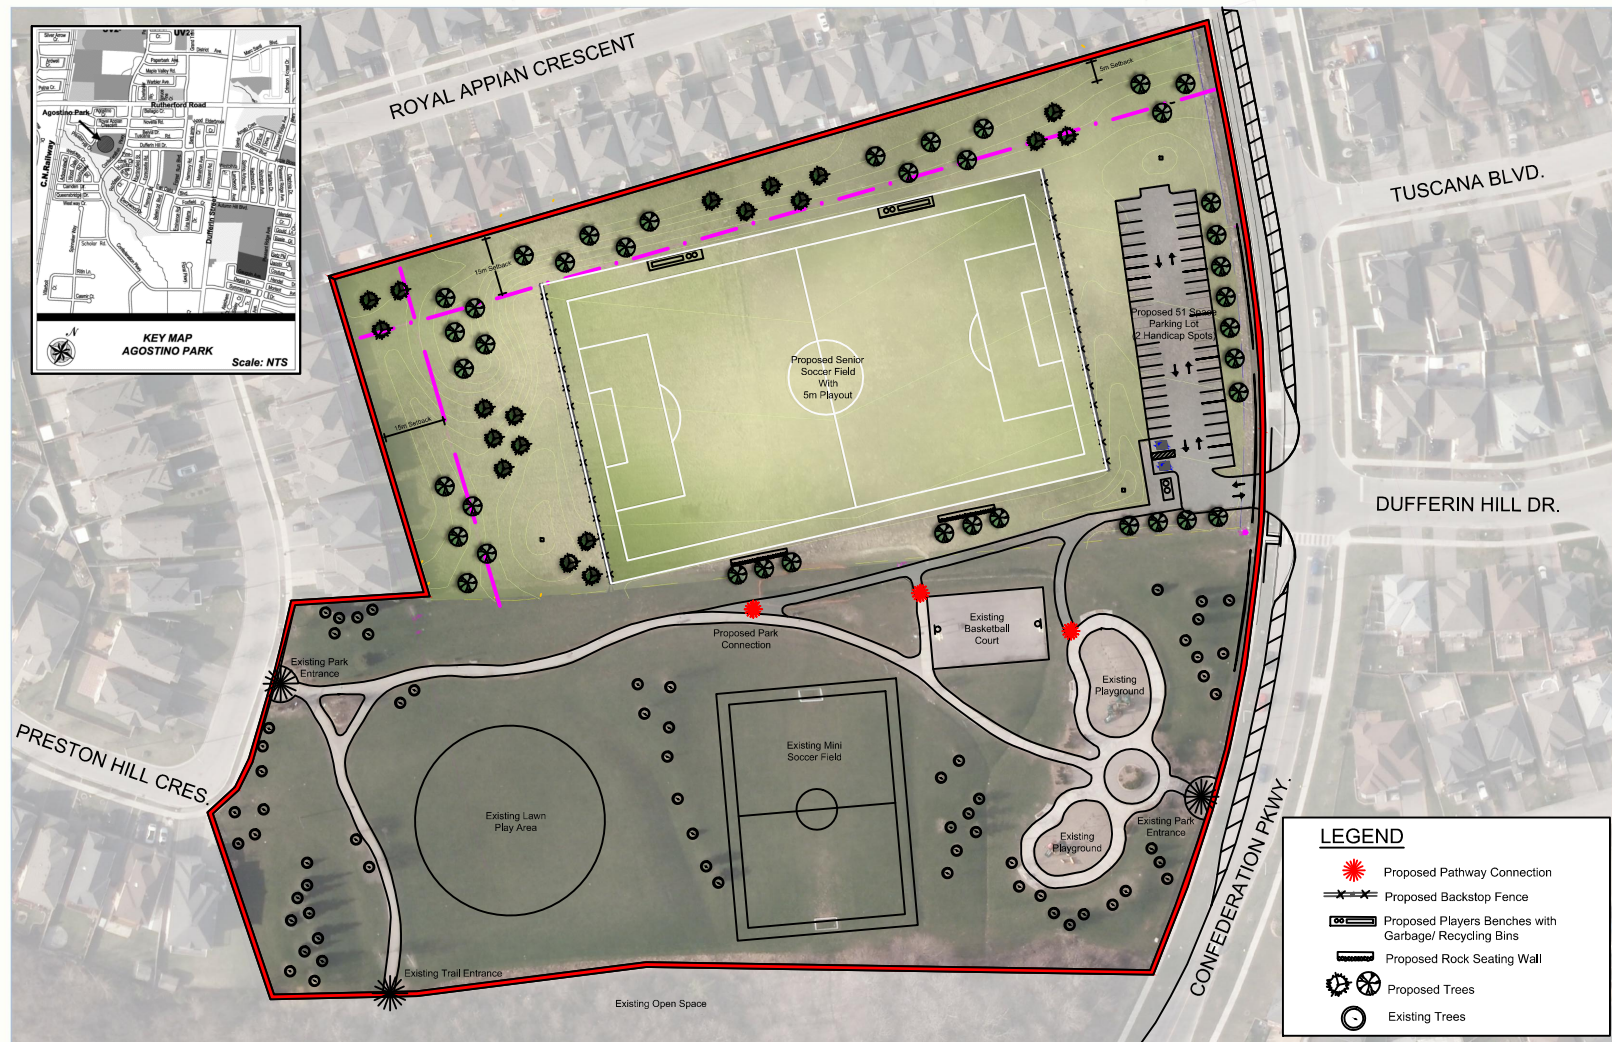 ROYAL APPIAN CRESCENT
TUSCANA BLVD.
DUFFERIN HILL DR.
CONFEDERATION PKWY.
PRESTON HILL CRES.
Rutherford Road
Agostino Park
C.N.Railway
Dufferin Street
N
KEY MAP
AGOSTINO PARK
Scale: NTS
5m Setback
15m Setback
15m Setback
Proposed Senior
Soccer Field
With
5m Playout
Proposed 51 Space
Parking Lot
(2 Handicap Spots)
Proposed Park
Connection
Existing
Basketball
Court
Existing
Playground
Existing Park
Entrance
Existing Mini
Soccer Field
Existing Lawn
Play Area
Existing
Playground
Existing Park
Entrance
Existing Trail Entrance
Existing Open Space
LEGEND
Proposed Pathway Connection
Proposed Backstop Fence
Proposed Players Benches with
Garbage/ Recycling Bins
Proposed Rock Seating Wall
Proposed Trees
Existing Trees